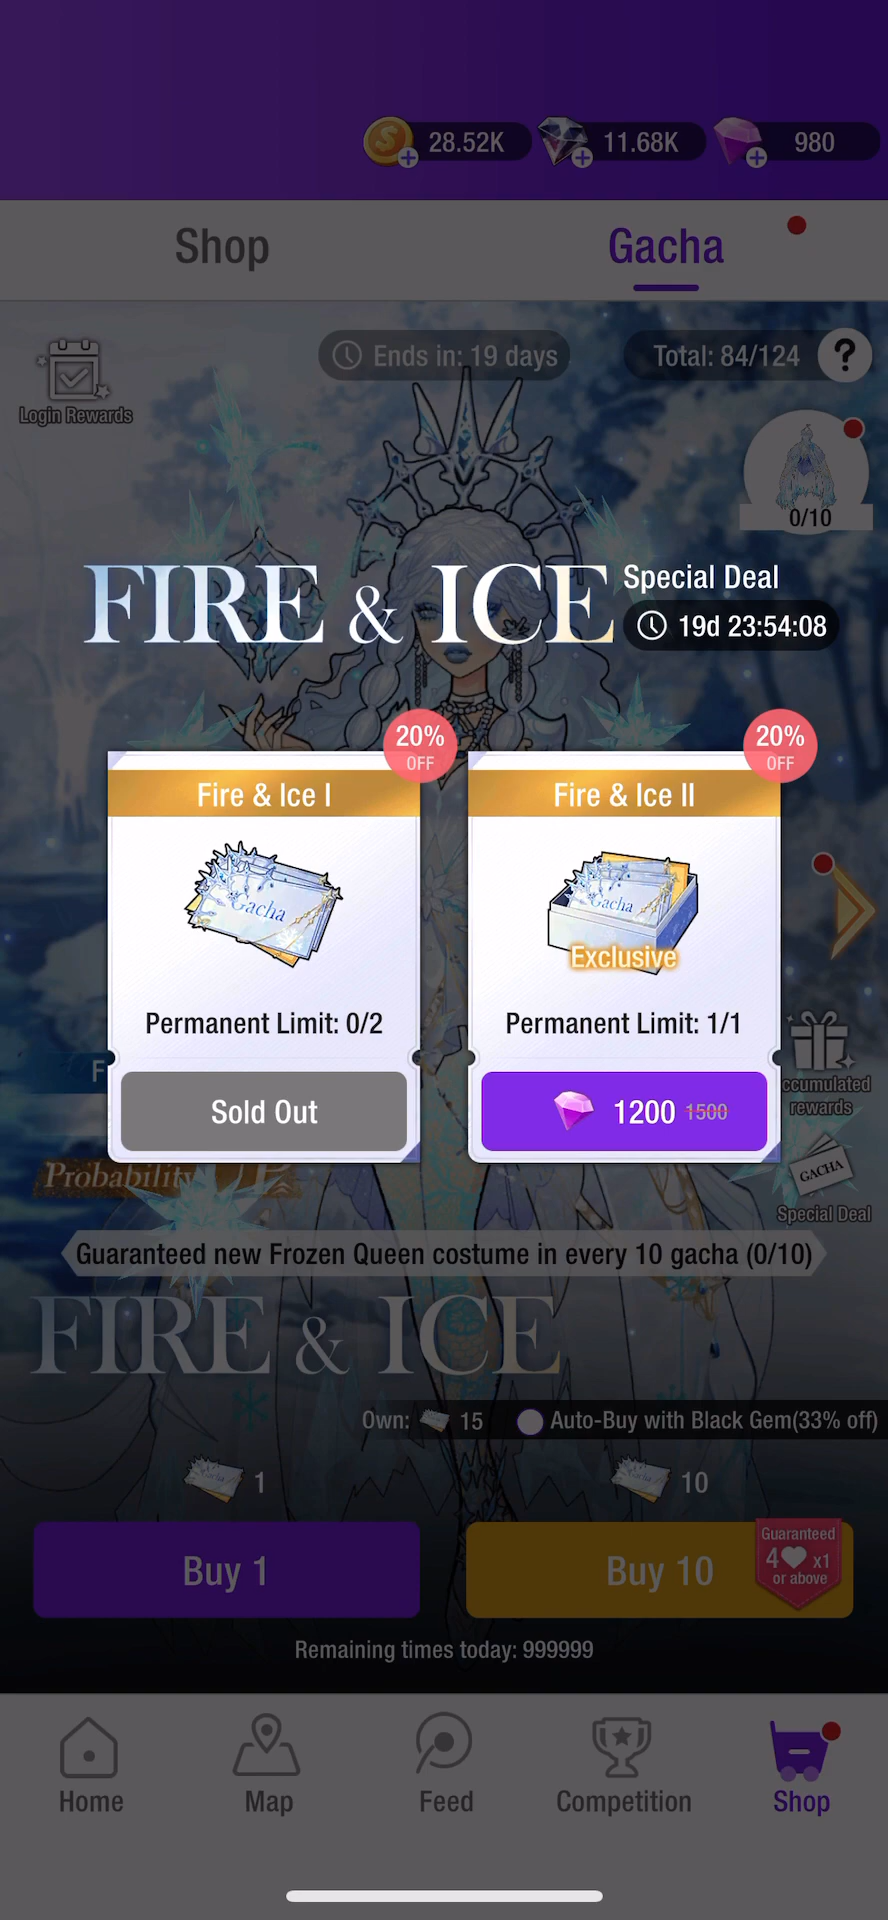 28.52K
11.68K
980
Shop
Gacha
Ends in: 19 days
Total: 84/124
?
Login Rewards
0/10
FIRE & ICE
Special Deal
19d 23:54:08
20%
OFF
20%
OFF
Fire & Ice I
Fire & Ice II
Gacha
Gacha
Exclusive
Permanent Limit: 0/2
Permanent Limit: 1/1
F
ccumulated
rewards
Sold Out
1200 1500
Probability
GACHA
Special Deal
Guaranteed new Frozen Queen costume in every 10 gacha (0/10)
FIRE & ICE
Own: 15
Auto-Buy with Black Gem(33% off)
1
10
Buy 1
Buy 10
Guaranteed
4 x1
or above
Remaining times today: 999999
Home
Map
Feed
Competition
Shop